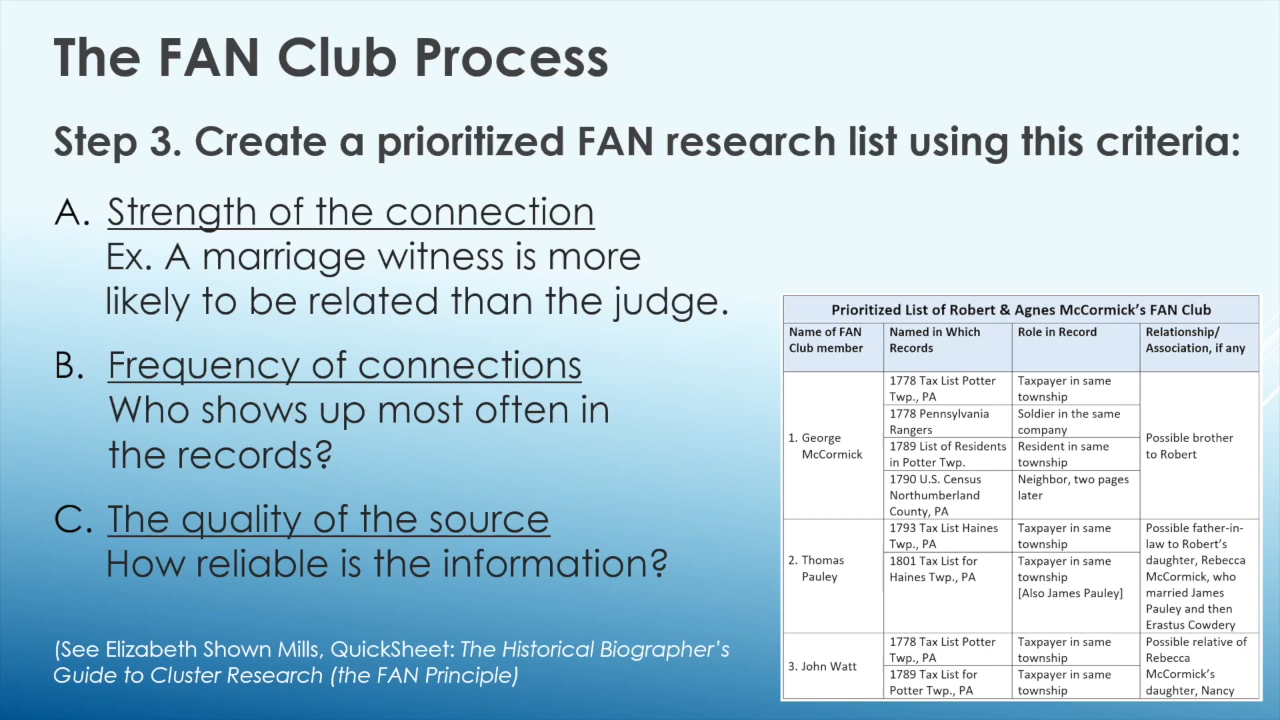 The FAN Club Process
Step 3. Create a prioritized FAN research list using this criteria:
A. Strength of the connection
Ex. A marriage witness is more
likely to be related than the judge.
B. Frequency of connections
Who shows up most often in
the records?
C. The quality of the source
How reliable is the information?
(See Elizabeth Shown Mills, QuickSheet: The Historical Biographer's
Guide to Cluster Research (the FAN Principle)
Prioritized List of Robert & Agnes McCormick's FAN Club
Name of FAN
Club member
Named in Which
Records
Role in Record
Relationship/
Association, if any
1. George
McCormick
1778 Tax List Potter
Twp., PA
Taxpayer in same
township
1778 Pennsylvania
Rangers
Soldier in the same
company
1789 List of Residents
in Potter Twp.
Resident in same
township
1790 U.S. Census
Northumberland
County, PA
Neighbor, two pages
later
Possible brother
to Robert
2. Thomas
Pauley
1793 Tax List Haines
Twp., PA
Taxpayer in same
township
1801 Tax List for
Haines Twp., PA
Taxpayer in same
township
[Also James Pauley]
Possible father-in-
law to Robert's
daughter, Rebecca
McCormick, who
married James
Pauley and then
Erastus Cowdery
3. John Watt
1778 Tax List Potter
Twp., PA
Taxpayer in same
township
1789 Tax List for
Potter Twp., PA
Taxpayer in same
township
Possible relative of
Rebecca
McCormick's
daughter, Nancy